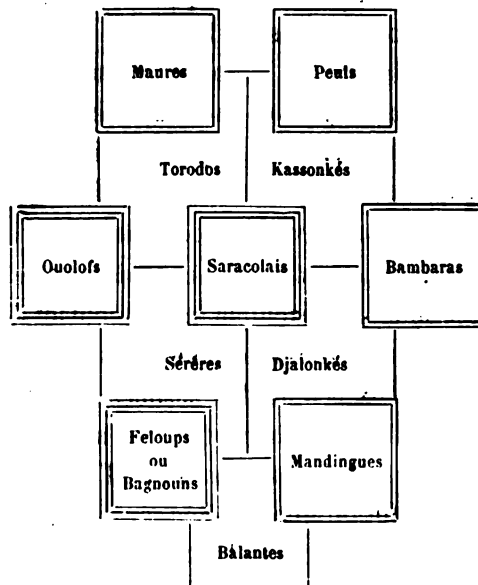 Maures
Peuls
Torodos
Kassonkés
Ouolofs
Saracolais
Bambaras
Sérères
Djalonkés
Feloups
ou
Bagnouns
Mandingues
Balantes